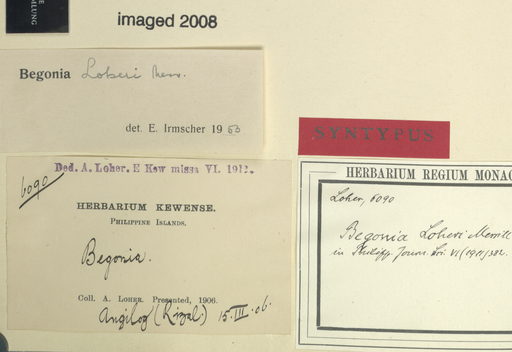 MLUNG
imaged 2008
Begonia Loheri Merr.
det. E. Irmscher 1953
SYNTYPUS
Ded. A. Loher. E Kew missa VI. 1912.
6090
HERBARIUM KEWENSE.
PHILIPPINE ISLANDS.
Begonia.
Coll. A. LOHER. Presented, 1906.
Angilog (Rizal) 15-III-06.
HERBARIUM REGIUM MONAC
Loher, 6090
Begonia Loheri Merrill
in Philipp. Journ. Sci. VI (1911) 382.